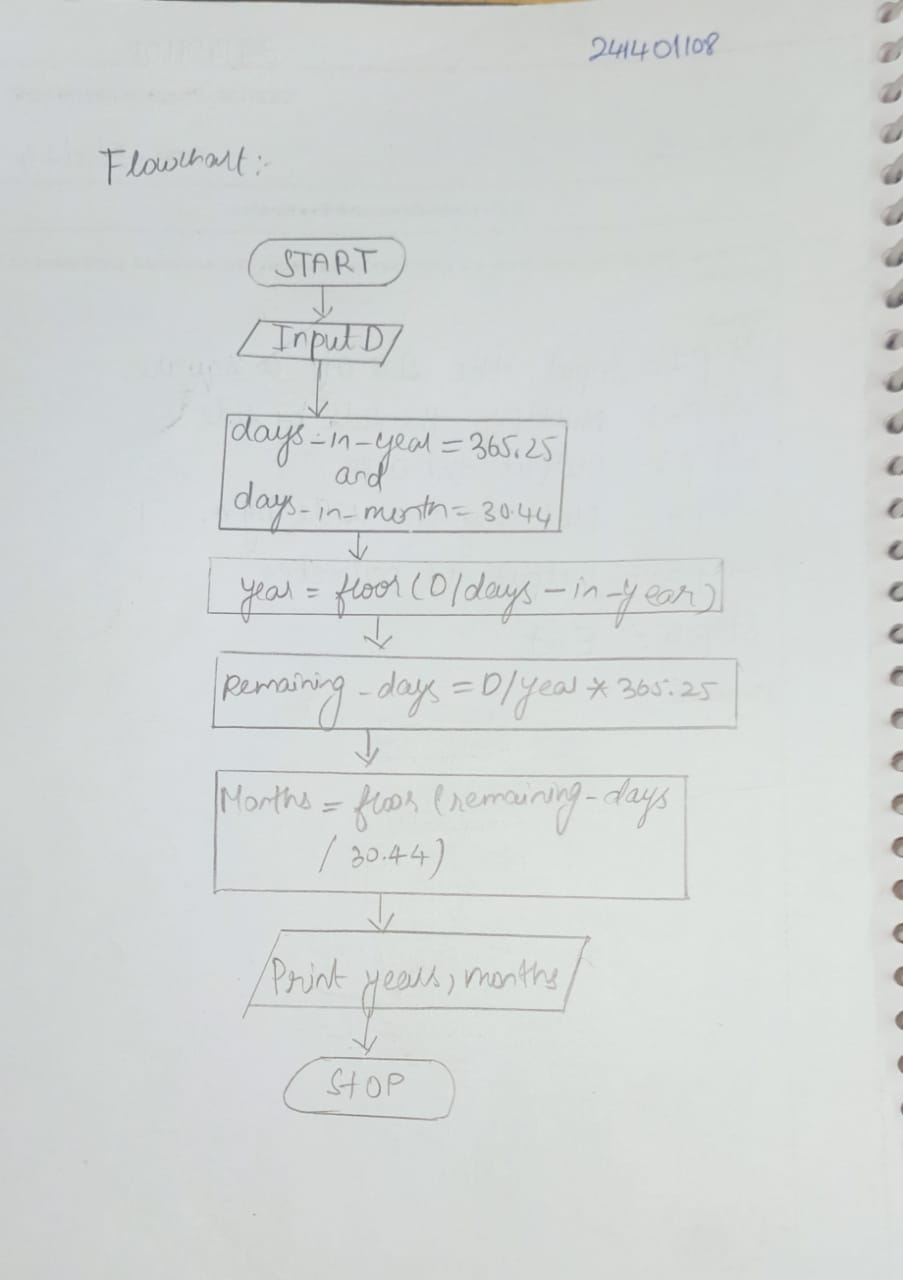 241401108
Flowchart:-
START
Input D
days-in-year = 365.25
and
days-in-month = 30.44
year = floor (D/days-in-year)
Remaining-days = D/year * 365.25
Months = floor (remaining-days
/ 30.44)
Print years, months
STOP